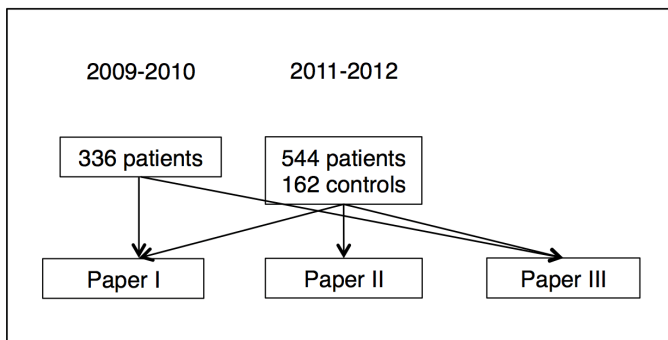 2009-2010
2011-2012
336 patients
544 patients
162 controls
Paper I
Paper II
Paper III